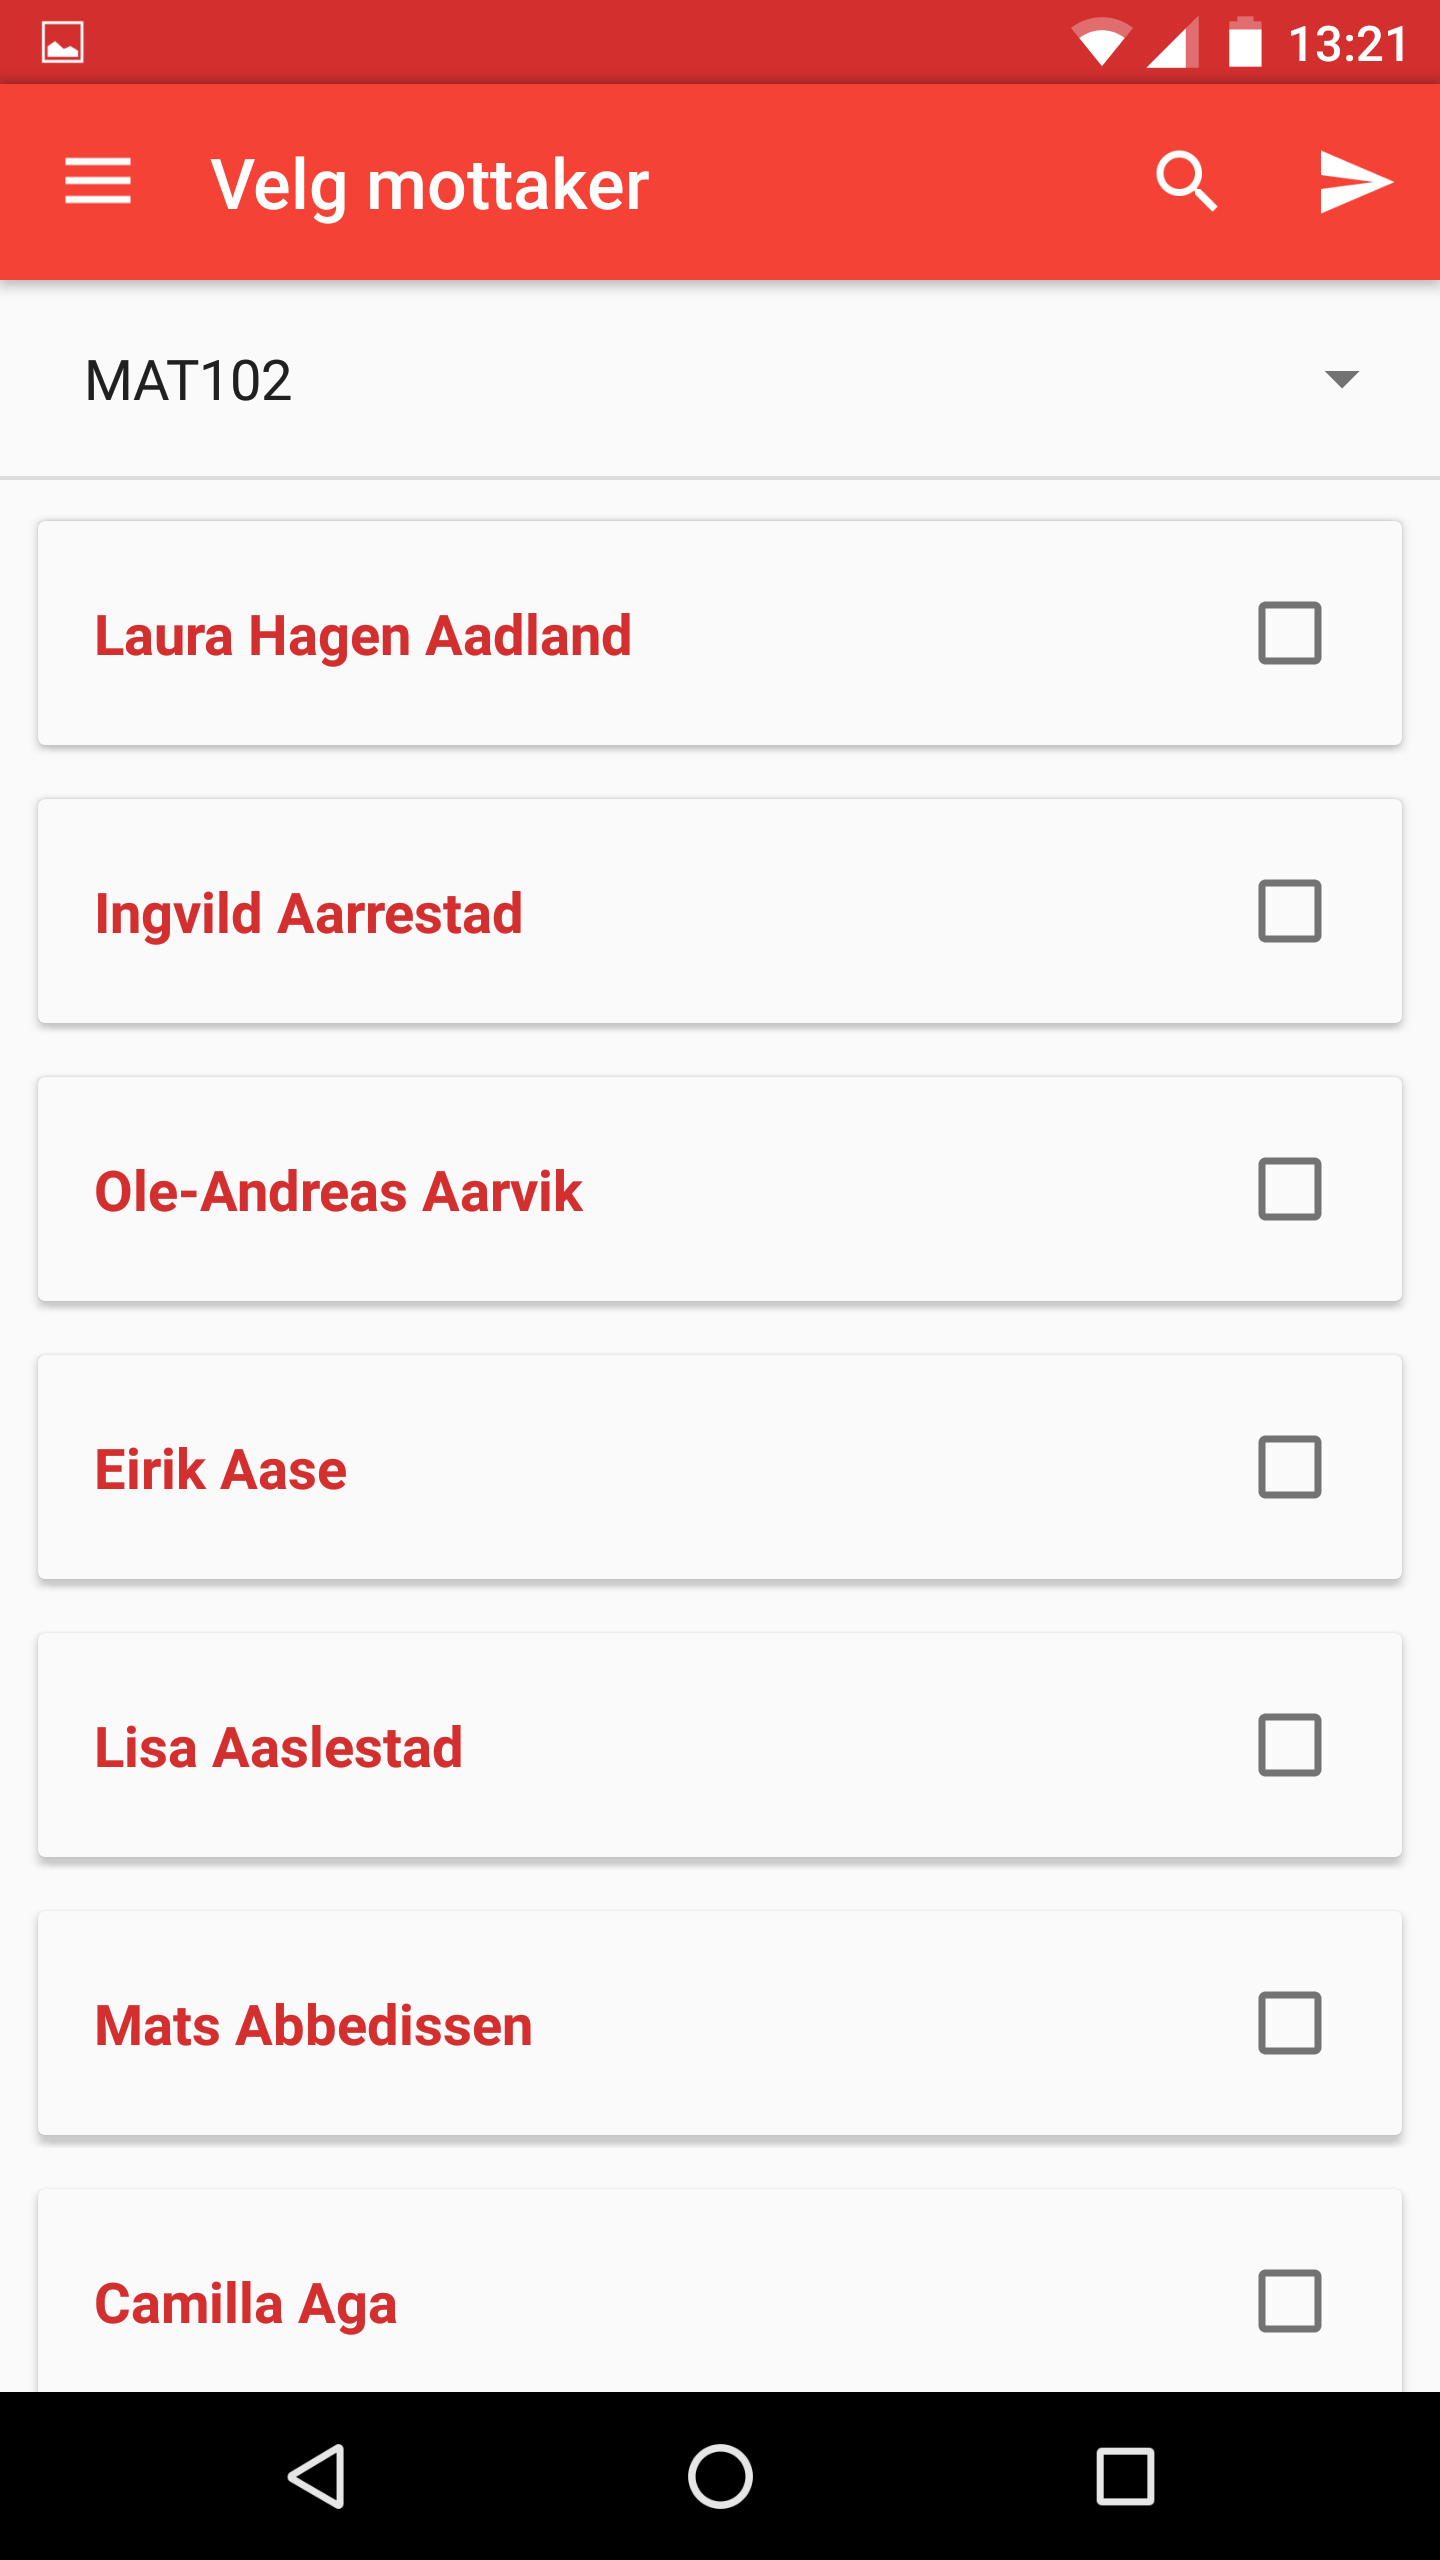 13:21
Velg mottaker
MAT102
Laura Hagen Aadland
Ingvild Aarrestad
Ole-Andreas Aarvik
Eirik Aase
Lisa Aaslestad
Mats Abbedissen
Camilla Aga